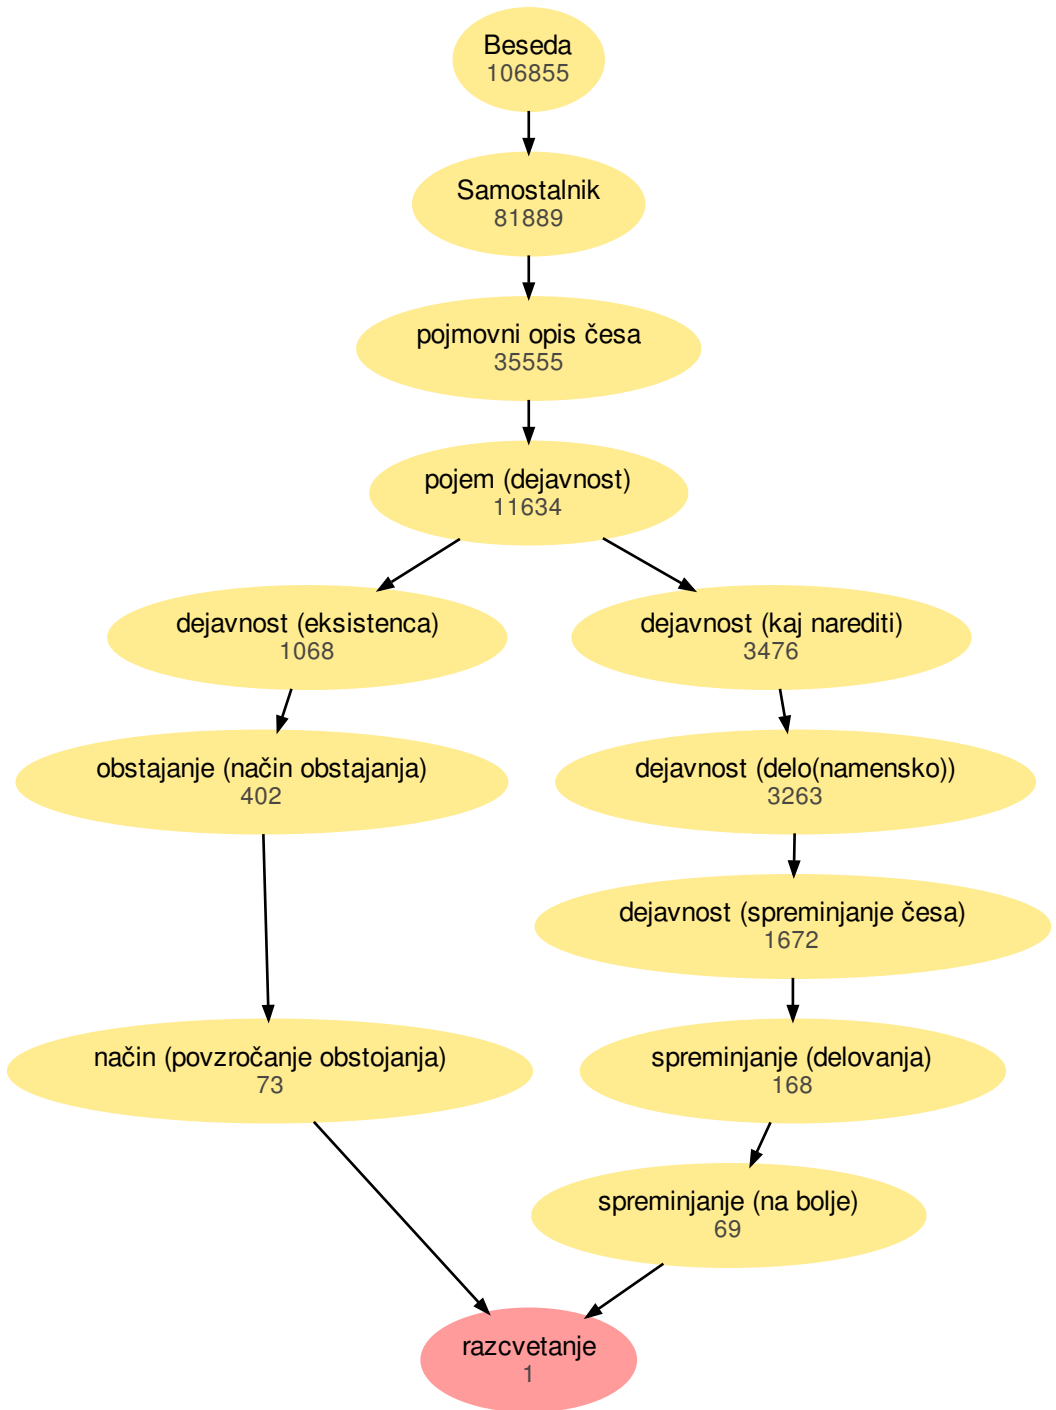 Beseda
106855
Samostalnik
81889
pojmovni opis česa
35555
pojem (dejavnost)
11634
dejavnost (eksistenca)
1068
dejavnost (kaj narediti)
3476
obstajanje (način obstajanja)
402
dejavnost (delo(namensko))
3263
dejavnost (spreminjanje česa)
1672
način (povzročanje obstojanja)
73
spreminjanje (delovanja)
168
spreminjanje (na bolje)
69
razcvetanje
1